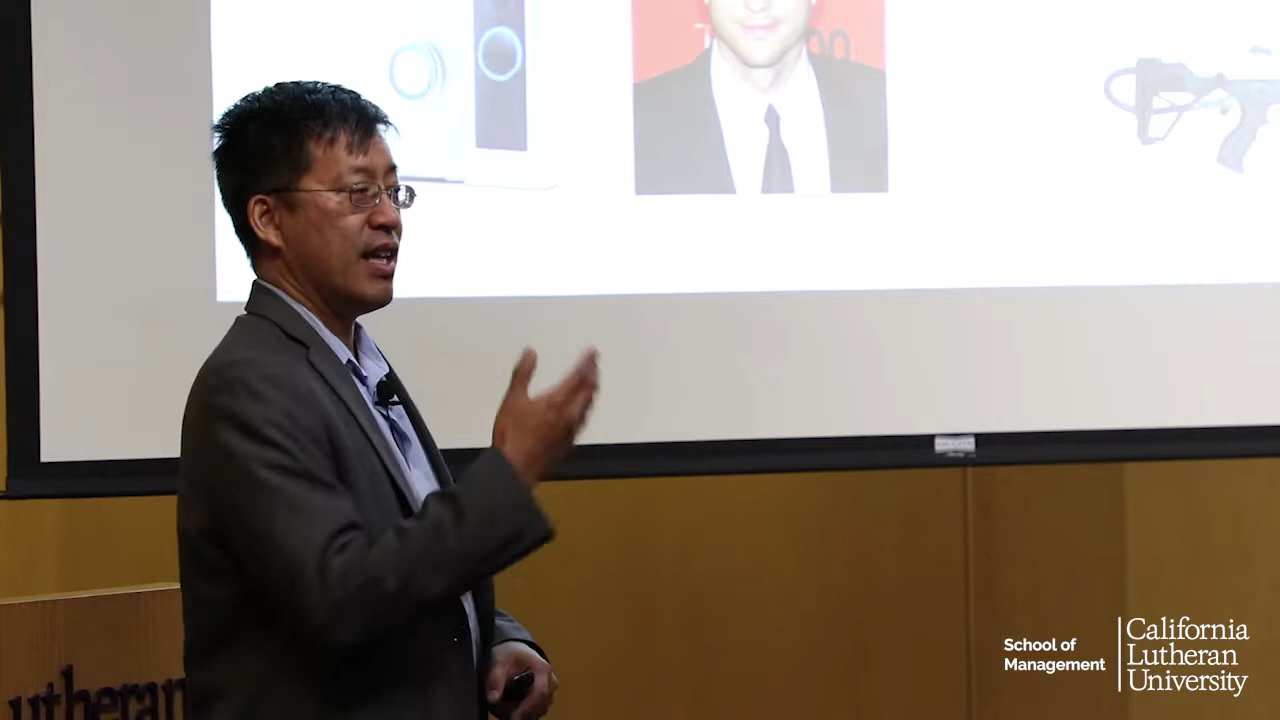 utheran
School of
Management
California
Lutheran
University